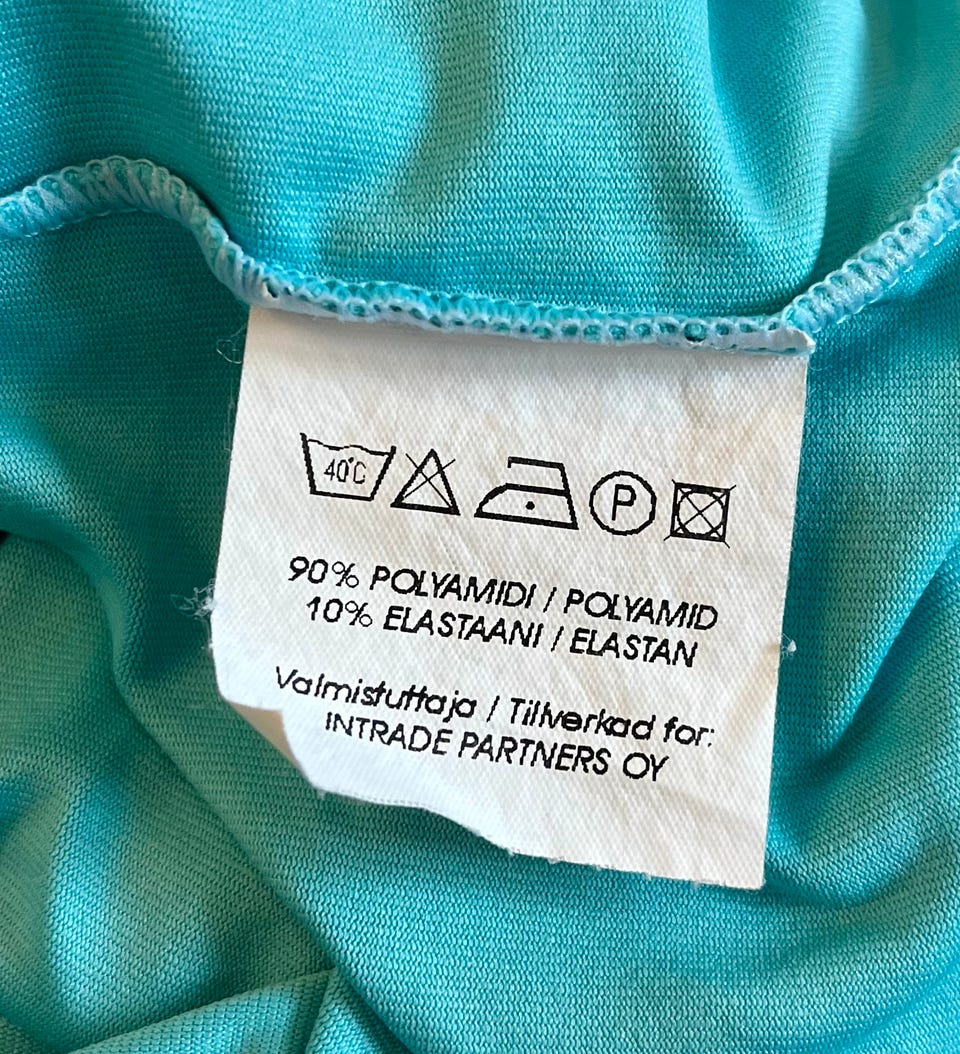 40°C
P
90% POLYAMIDI / POLYAMID
10% ELASTAANI / ELASTAN
Valmistuttaja / Tillverkad for:
INTRADE PARTNERS OY